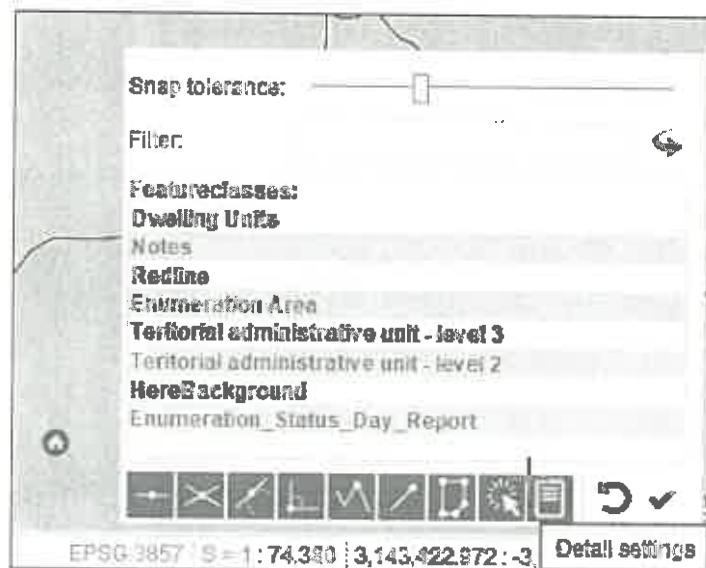 Snap tolerance:
Filter:
Featureclasses:
Dwelling Units
Notes
Redline
Enumeration Area
Teritorial administrative unit - level 3
Teritorial administrative unit - level 2
HereBackground
Enumeration_Status_Day_Report
EPSG:3857 S = 1 : 74,380 3,143,422.972 : -3,
Detail settings